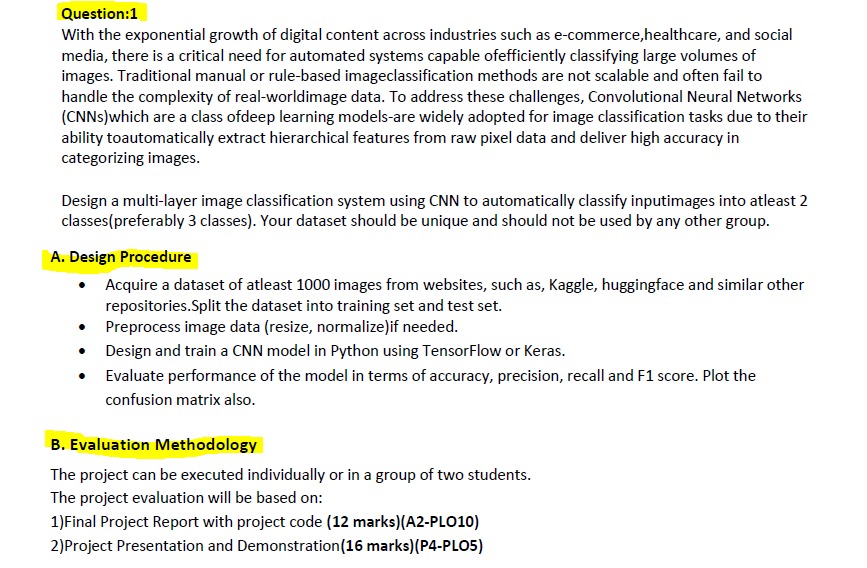 Question:1
With the exponential growth of digital content across industries such as e-commerce,healthcare, and social
media, there is a critical need for automated systems capable ofefficiently classifying large volumes of
images. Traditional manual or rule-based imageclassification methods are not scalable and often fail to
handle the complexity of real-worldimage data. To address these challenges, Convolutional Neural Networks
(CNNs)which are a class ofdeep learning models-are widely adopted for image classification tasks due to their
ability toautomatically extract hierarchical features from raw pixel data and deliver high accuracy in
categorizing images.
Design a multi-layer image classification system using CNN to automatically classify inputimages into atleast 2
classes(preferably 3 classes). Your dataset should be unique and should not be used by any other group.
A. Design Procedure
• Acquire a dataset of atleast 1000 images from websites, such as, Kaggle, huggingface and similar other
repositories.Split the dataset into training set and test set.
• Preprocess image data (resize, normalize)if needed.
• Design and train a CNN model in Python using TensorFlow or Keras.
• Evaluate performance of the model in terms of accuracy, precision, recall and F1 score. Plot the
confusion matrix also.
B. Evaluation Methodology
The project can be executed individually or in a group of two students.
The project evaluation will be based on:
1)Final Project Report with project code (12 marks)(A2-PLO10)
2)Project Presentation and Demonstration(16 marks)(P4-PLO5)